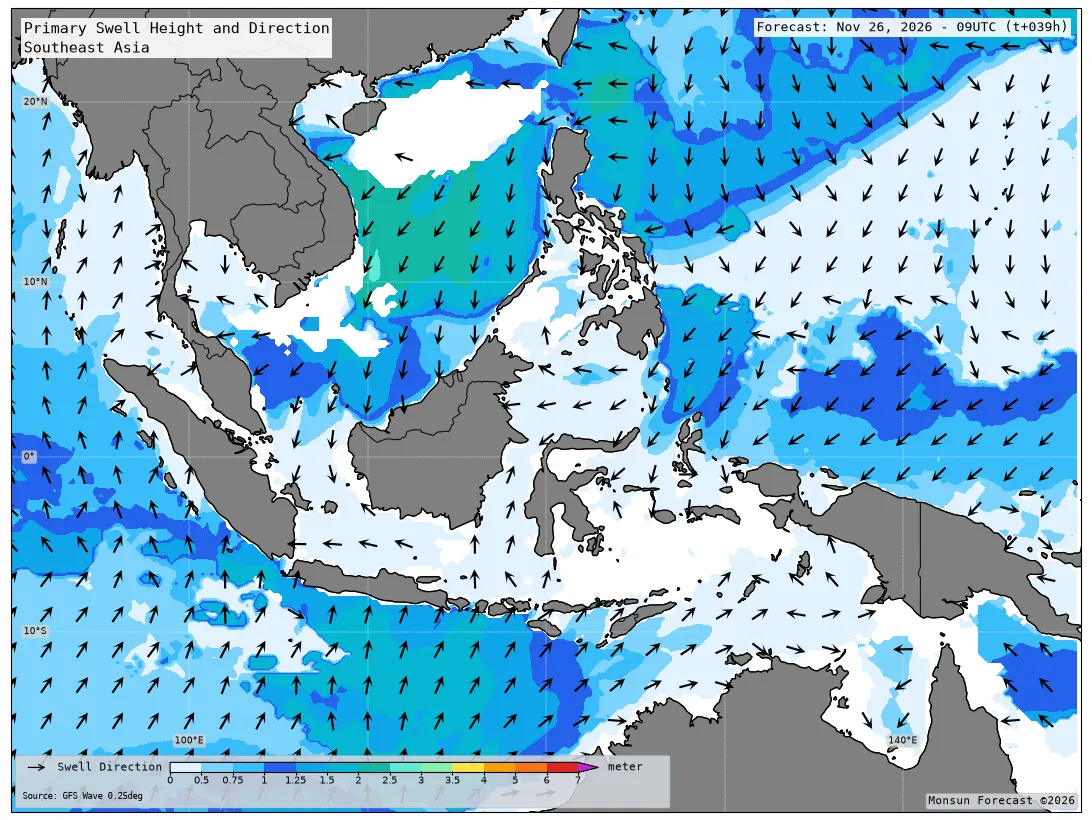 Primary Swell Height and Direction
Southeast Asia
Forecast: Nov 26, 2026 - 09UTC (t+039h)
20°N
10°N
0°
10°S
100°E
140°E
Swell Direction
meter
0 0.5 0.75 1 1.25 1.5 2 2.5 3 3.5 4 5 6 7
Source: GFS Wave 0.25deg
Monsun Forecast ©2026